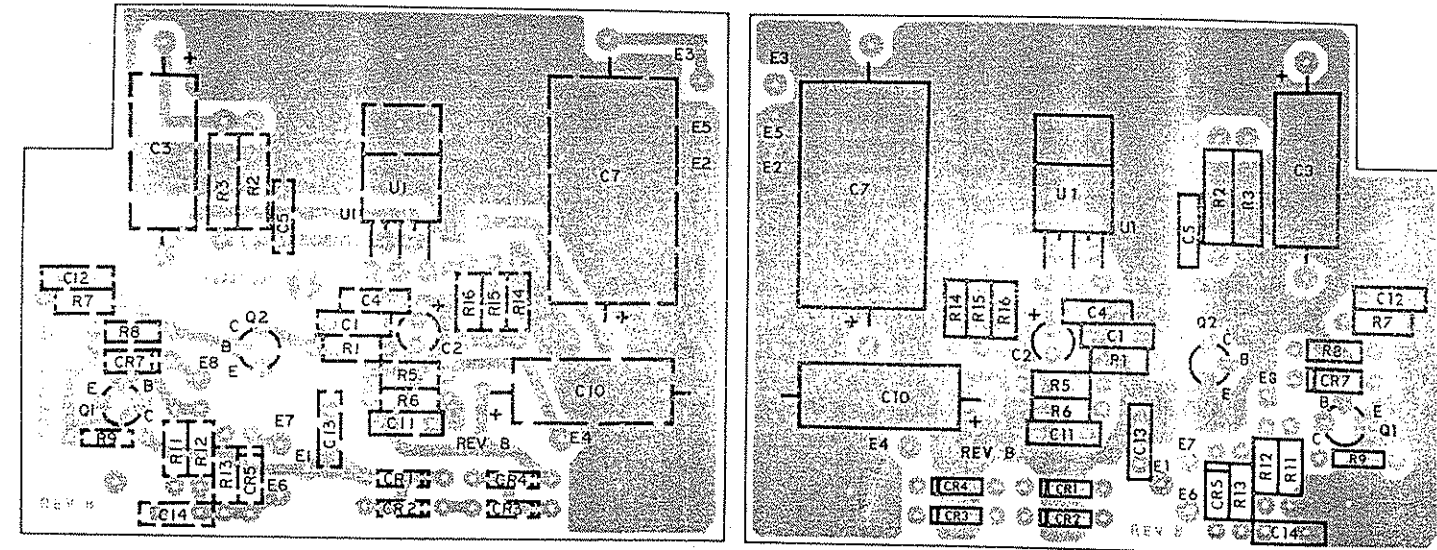 E3
+
C3
E5
R3
R2
U1
C7
E2
C5
U1
C12
R7
C4
R16
R15
R14
+
+
C1
Q2
C
R8
B
R1
C2
CR7
E8
E
R5
E
B
C10
Q1
C
R6
+
R9
C11
E7
C13
REV B
E4
R11
R12
E1
R13
CR5
CR1
CR4
REV B
E6
CR2
CR3
C14
E3
+
E5
U1
R2
R3
C3
E2
C7
U1
C5
R14
R15
R16
C12
+
C4
R7
+
C1
Q2
C
C2
R1
B
R8
R5
E8
CR7
C10
E
B
E
R6
Q1
+
C11
C
E4
C13
R9
REV B
E7
R12
R11
E1
CR4
CR1
CR5
R13
E6
CR3
CR2
REV B
C14